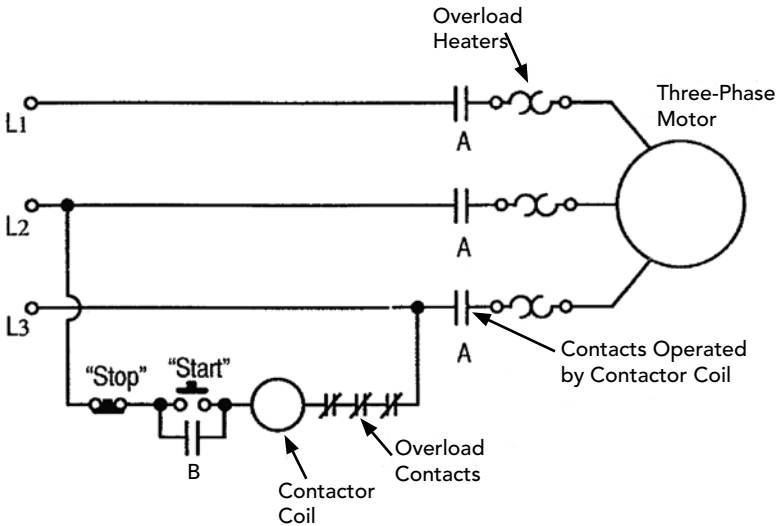 Overload
Heaters
Three-Phase
Motor
L1
A
L2
A
L3
A
Contacts Operated
by Contactor Coil
"Stop"
"Start"
B
Overload
Contacts
Contactor
Coil